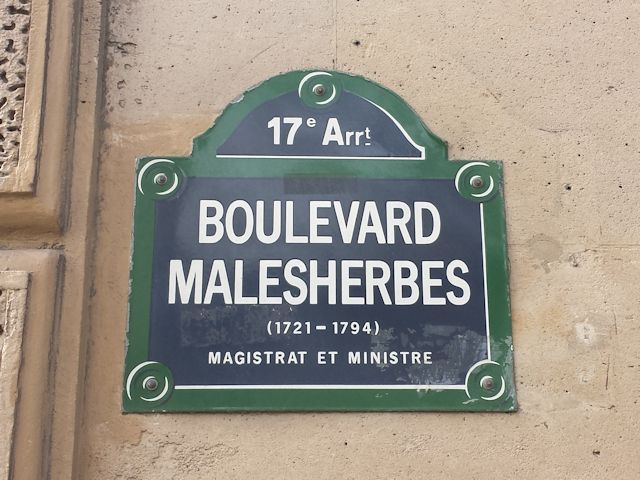 17e Arrt
BOULEVARD
MALESHERBES
(1721-1794)
MAGISTRAT ET MINISTRE